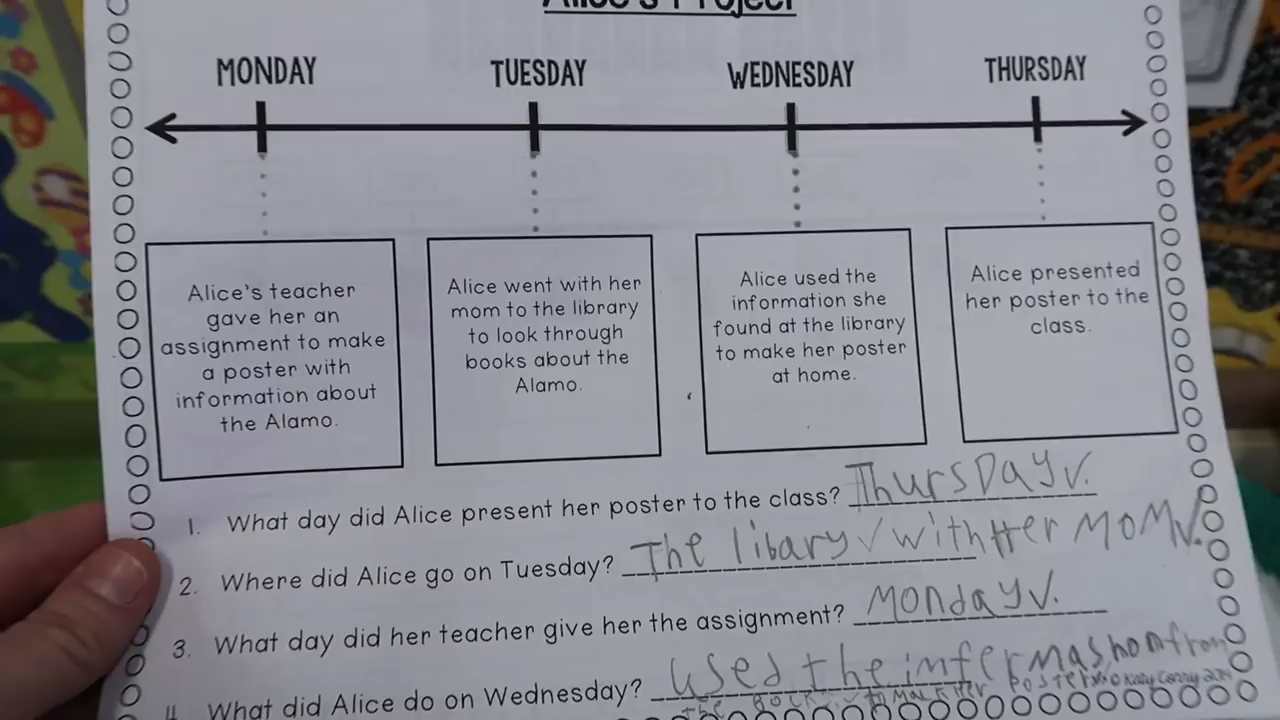 Alice's Project
MONDAY TUESDAY WEDNESDAY THURSDAY
Alice's teacher
gave her an
assignment to make
a poster with
information about
the Alamo.
Alice went with her
mom to the library
to look through
books about the
Alamo.
Alice used the
information she
found at the library
to make her poster
at home.
Alice presented
her poster to the
class.
1. What day did Alice present her poster to the class? ThursDay
2. Where did Alice go on Tuesday? The libary with Her MOM.
3. What day did her teacher give her the assignment? Monday.
4. What did Alice do on Wednesday? used the infermashon from
the